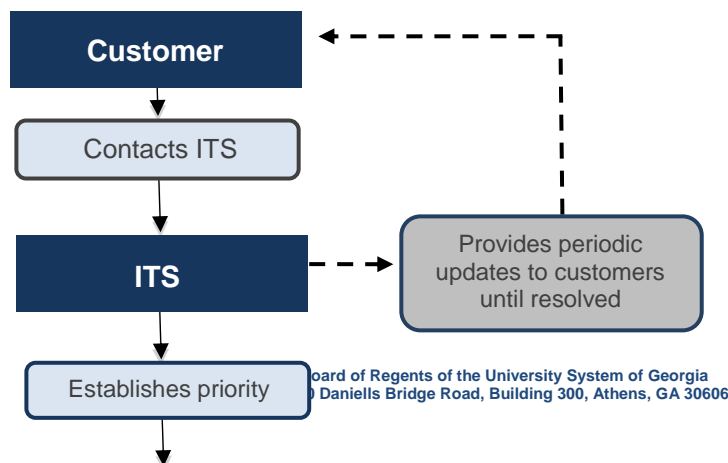 Customer
Contacts ITS
ITS
Provides periodic
updates to customers
until resolved
Establishes priority
oard of Regents of the University System of Georgia
Daniells Bridge Road, Building 300, Athens, GA 30606